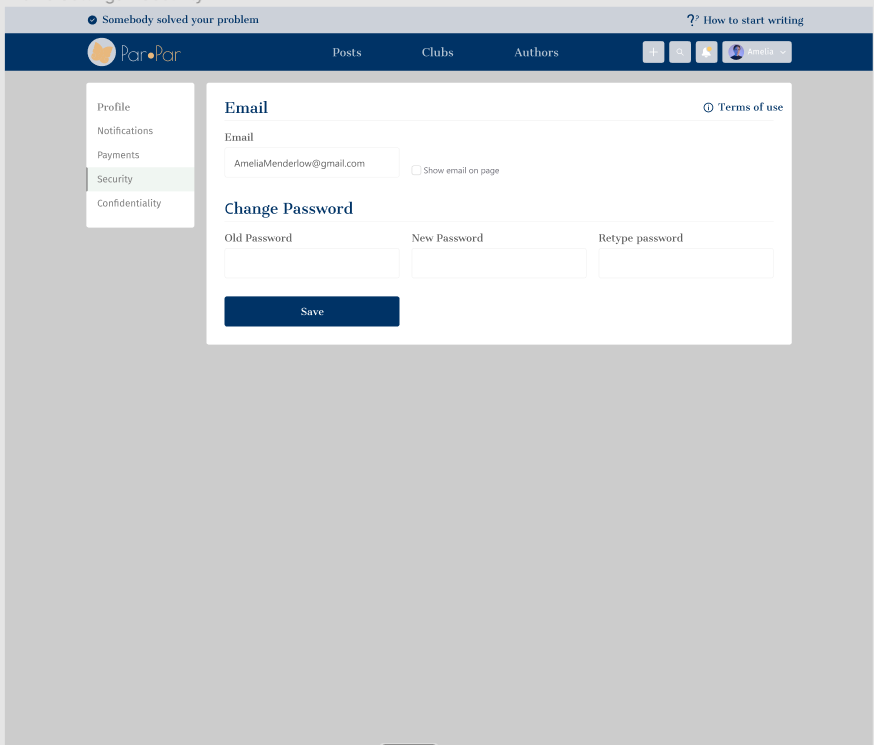 Somebody solved your problem
How to start writing
Par•Par
Posts
Clubs
Authors
Amelia
Profile
Notifications
Payments
Security
Confidentiality
Email
Terms of use
Email
AmeliaMenderlow@gmail.com
Show email on page
Change Password
Old Password
New Password
Retype password
Save